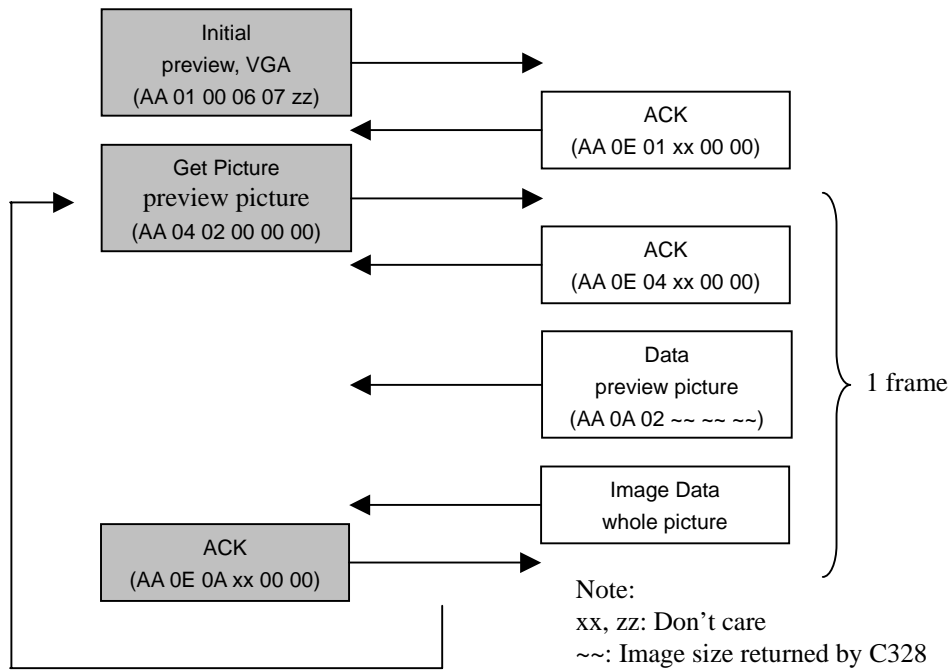 Initial
preview, VGA
(AA 01 00 06 07 zz)
ACK
(AA 0E 01 xx 00 00)
Get Picture
preview picture
(AA 04 02 00 00 00)
ACK
(AA 0E 04 xx 00 00)
Data
preview picture
(AA 0A 02 ~~ ~~ ~~)
1 frame
Image Data
whole picture
ACK
(AA 0E 0A xx 00 00)
Note:
xx, zz: Don’t care
~~: Image size returned by C328